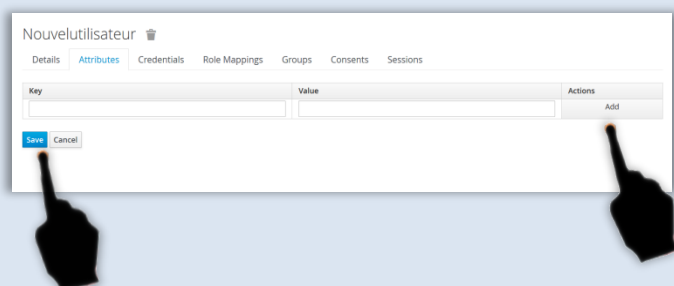 Nouvelutilisateur
Details Attributes Credentials Role Mappings Groups Consents Sessions
Key Value Actions
Add
Save Cancel